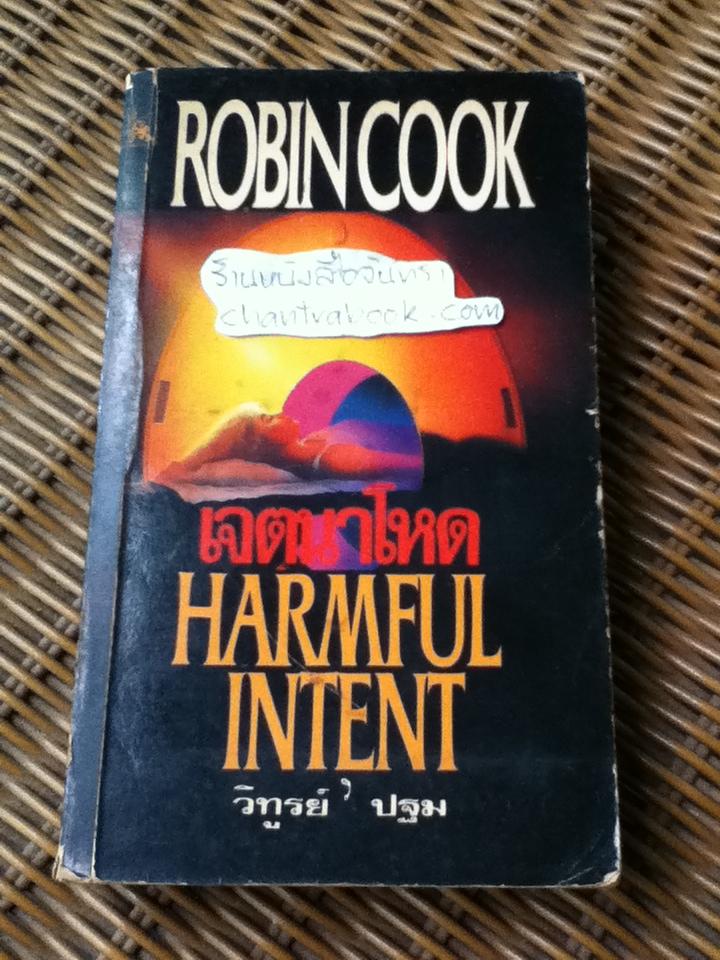 ROBIN COOK
ร้านหนังสือจันทรา
chantrabook.com
เจตนาโหด
HARMFUL
INTENT
วิทูรย์ ' ปฐม